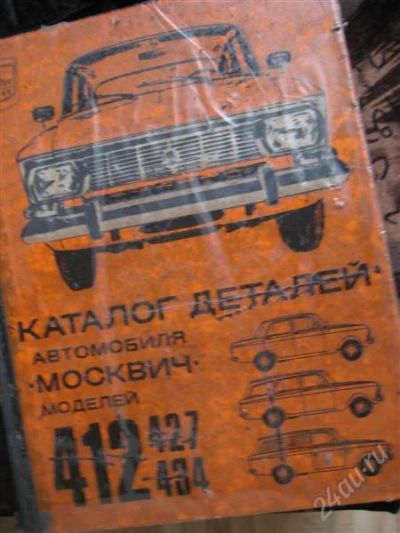 КАТАЛОГ ДЕТАЛЕЙ
АВТОМОБИЛЯ
"МОСКВИЧ"
МОДЕЛЕЙ
412-427
-434
24au.ru